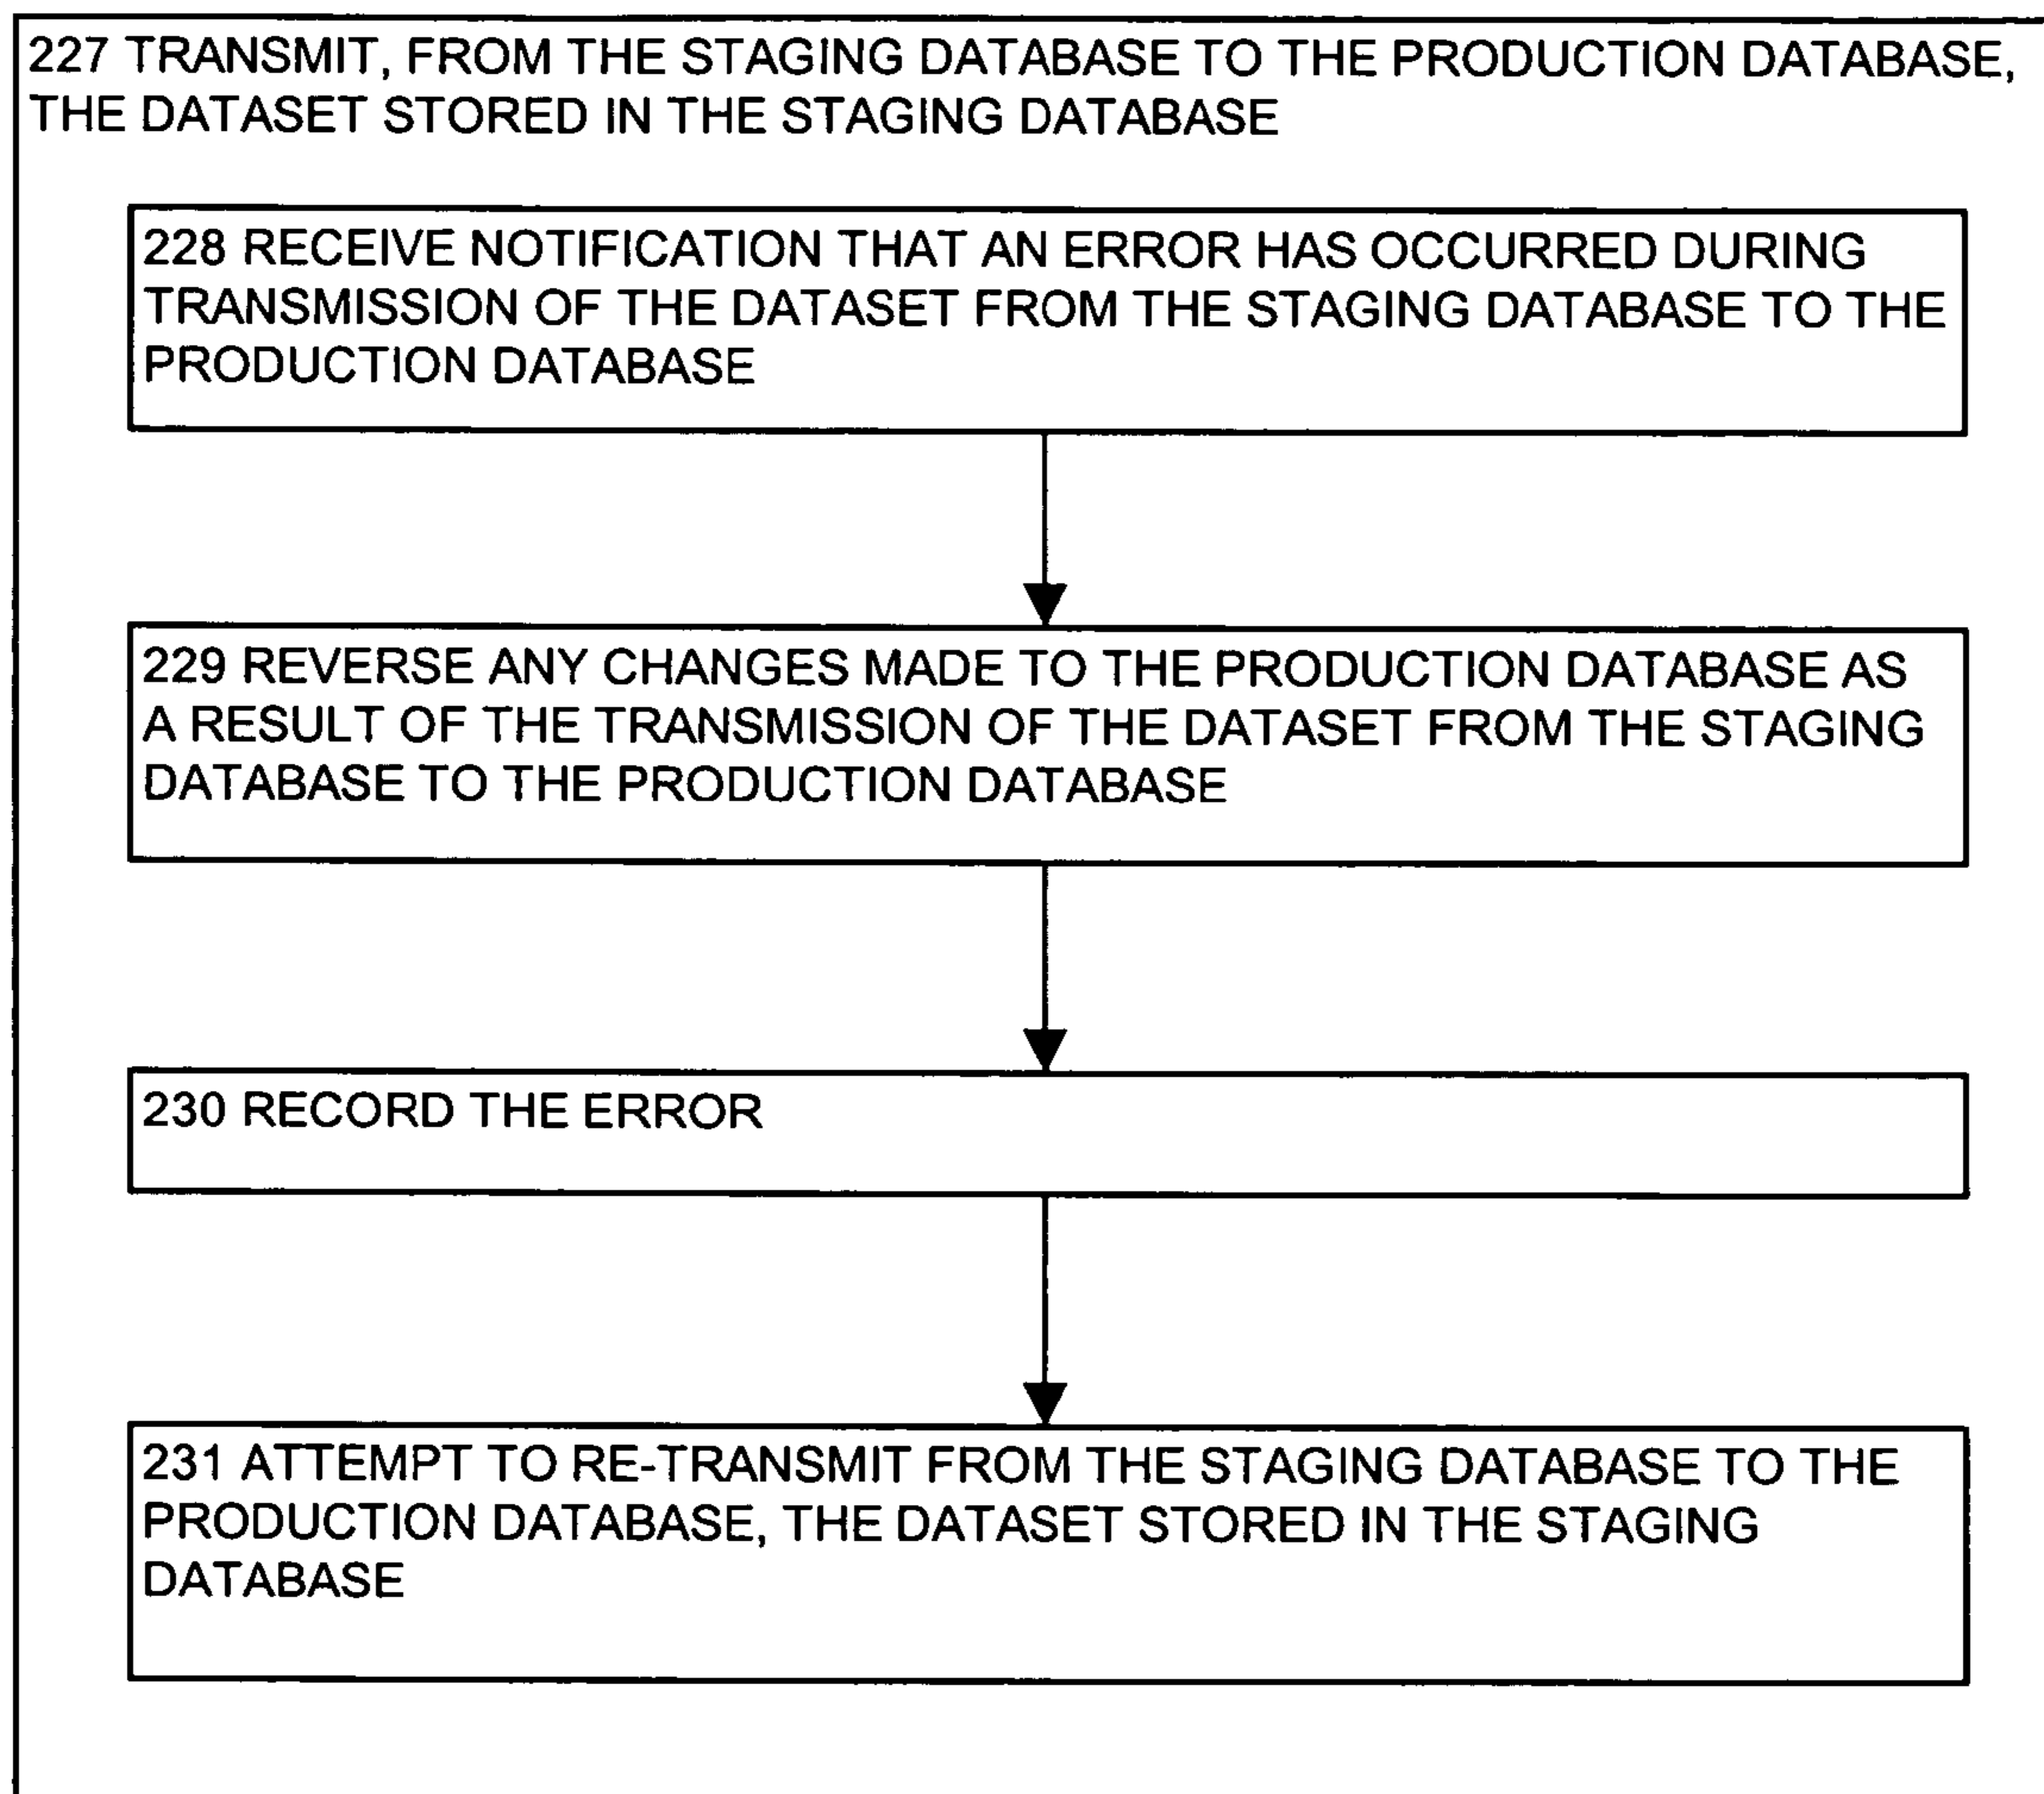 227 TRANSMIT, FROM THE STAGING DATABASE TO THE PRODUCTION DATABASE,
THE DATASET STORED IN THE STAGING DATABASE
228 RECEIVE NOTIFICATION THAT AN ERROR HAS OCCURRED DURING
TRANSMISSION OF THE DATASET FROM THE STAGING DATABASE TO THE
PRODUCTION DATABASE
229 REVERSE ANY CHANGES MADE TO THE PRODUCTION DATABASE AS
A RESULT OF THE TRANSMISSION OF THE DATASET FROM THE STAGING
DATABASE TO THE PRODUCTION DATABASE
230 RECORD THE ERROR
231 ATTEMPT TO RE-TRANSMIT FROM THE STAGING DATABASE TO THE
PRODUCTION DATABASE, THE DATASET STORED IN THE STAGING
DATABASE